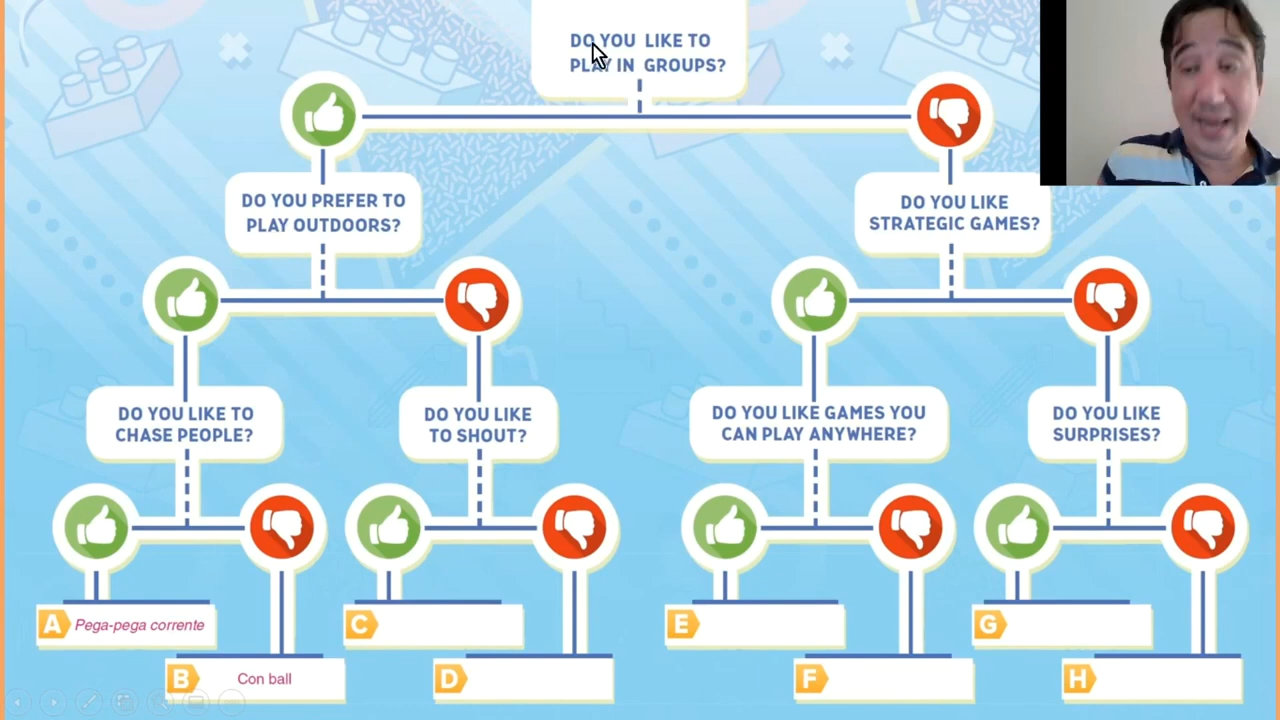 DO YOU LIKE TO
PLAY IN GROUPS?
DO YOU PREFER TO
PLAY OUTDOORS?
DO YOU LIKE
STRATEGIC GAMES?
DO YOU LIKE TO
CHASE PEOPLE?
DO YOU LIKE
TO SHOUT?
DO YOU LIKE GAMES YOU
CAN PLAY ANYWHERE?
DO YOU LIKE
SURPRISES?
A Pega-pega corrente
B Con ball
C
D
E
F
G
H